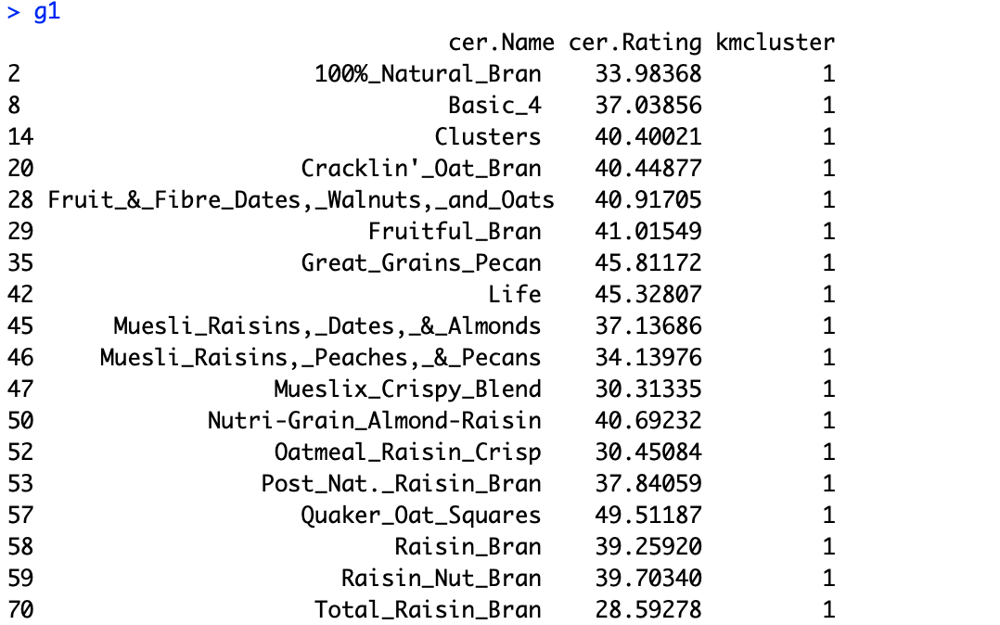 > g1
cer.Name cer.Rating kmcluster
2 100%_Natural_Bran 33.98368 1
8 Basic_4 37.03856 1
14 Clusters 40.40021 1
20 Cracklin'_Oat_Bran 40.44877 1
28 Fruit_&_Fibre_Dates,_Walnuts,_and_Oats 40.91705 1
29 Fruitful_Bran 41.01549 1
35 Great_Grains_Pecan 45.81172 1
42 Life 45.32807 1
45 Muesli_Raisins,_Dates,_&_Almonds 37.13686 1
46 Muesli_Raisins,_Peaches,_&_Pecans 34.13976 1
47 Mueslix_Crispy_Blend 30.31335 1
50 Nutri-Grain_Almond-Raisin 40.69232 1
52 Oatmeal_Raisin_Crisp 30.45084 1
53 Post_Nat._Raisin_Bran 37.84059 1
57 Quaker_Oat_Squares 49.51187 1
58 Raisin_Bran 39.25920 1
59 Raisin_Nut_Bran 39.70340 1
70 Total_Raisin_Bran 28.59278 1